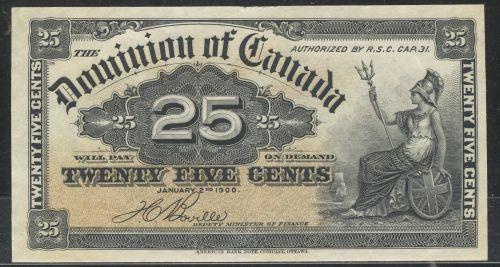 25
25
THE
Dominion of Canada
AUTHORIZED BY R.S.C. CAP. 31.
TWENTY FIVE CENTS
25
25
25
TWENTY FIVE CENTS
WILL PAY
ON DEMAND
TWENTY FIVE CENTS
JANUARY 2ND 1900.
H C Boville
DEPUTY MINISTER OF FINANCE
25
25
AMERICAN BANK NOTE COMPANY, OTTAWA.